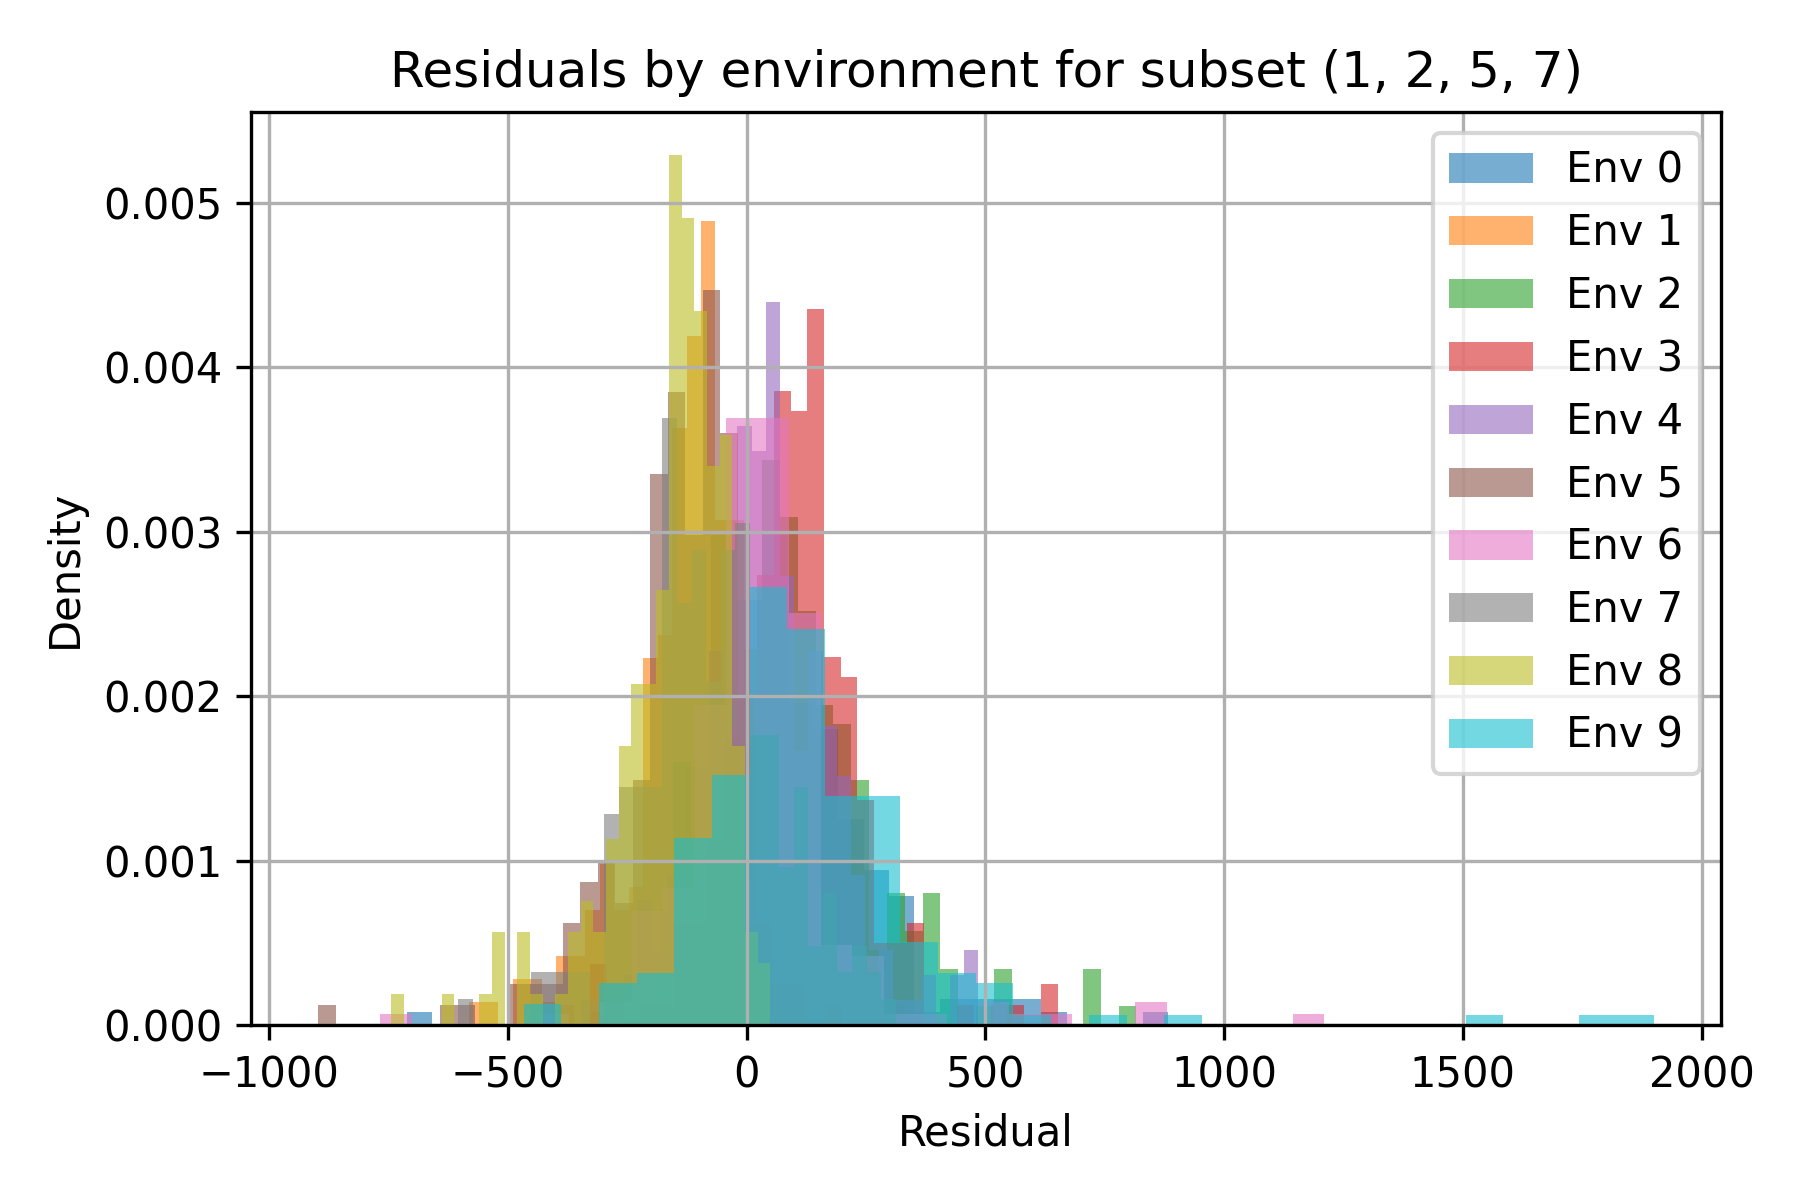 Residuals by environment for subset (1, 2, 5, 7)
Density
0.005
0.004
0.003
0.002
0.001
0.000
−1000
−500
0
500
1000
1500
2000
Residual
Env 0
Env 1
Env 2
Env 3
Env 4
Env 5
Env 6
Env 7
Env 8
Env 9